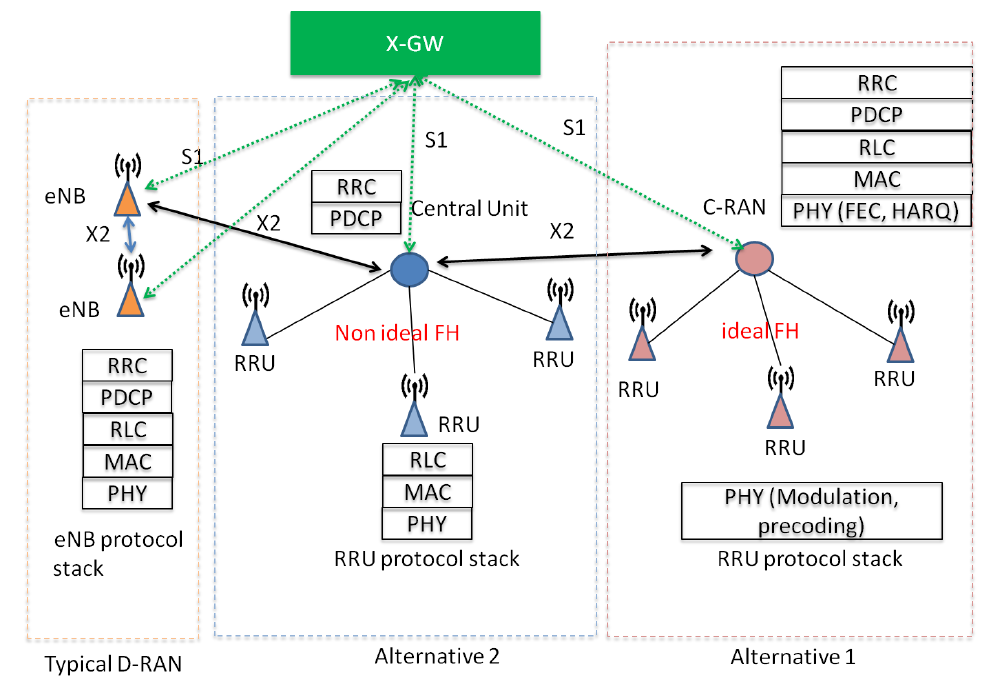 X-GW
S1
S1
S1
RRC
PDCP
RLC
MAC
PHY (FEC, HARQ)
eNB
X2
eNB
RRC
PDCP
Central Unit
X2
X2
C-RAN
Non ideal FH
RRU
RRU
RRU
ideal FH
RRU
RRU
RRU
RRC
PDCP
RLC
MAC
PHY
eNB protocol
stack
RLC
MAC
PHY
RRU protocol stack
PHY (Modulation,
precoding)
RRU protocol stack
Typical D-RAN
Alternative 2
Alternative 1